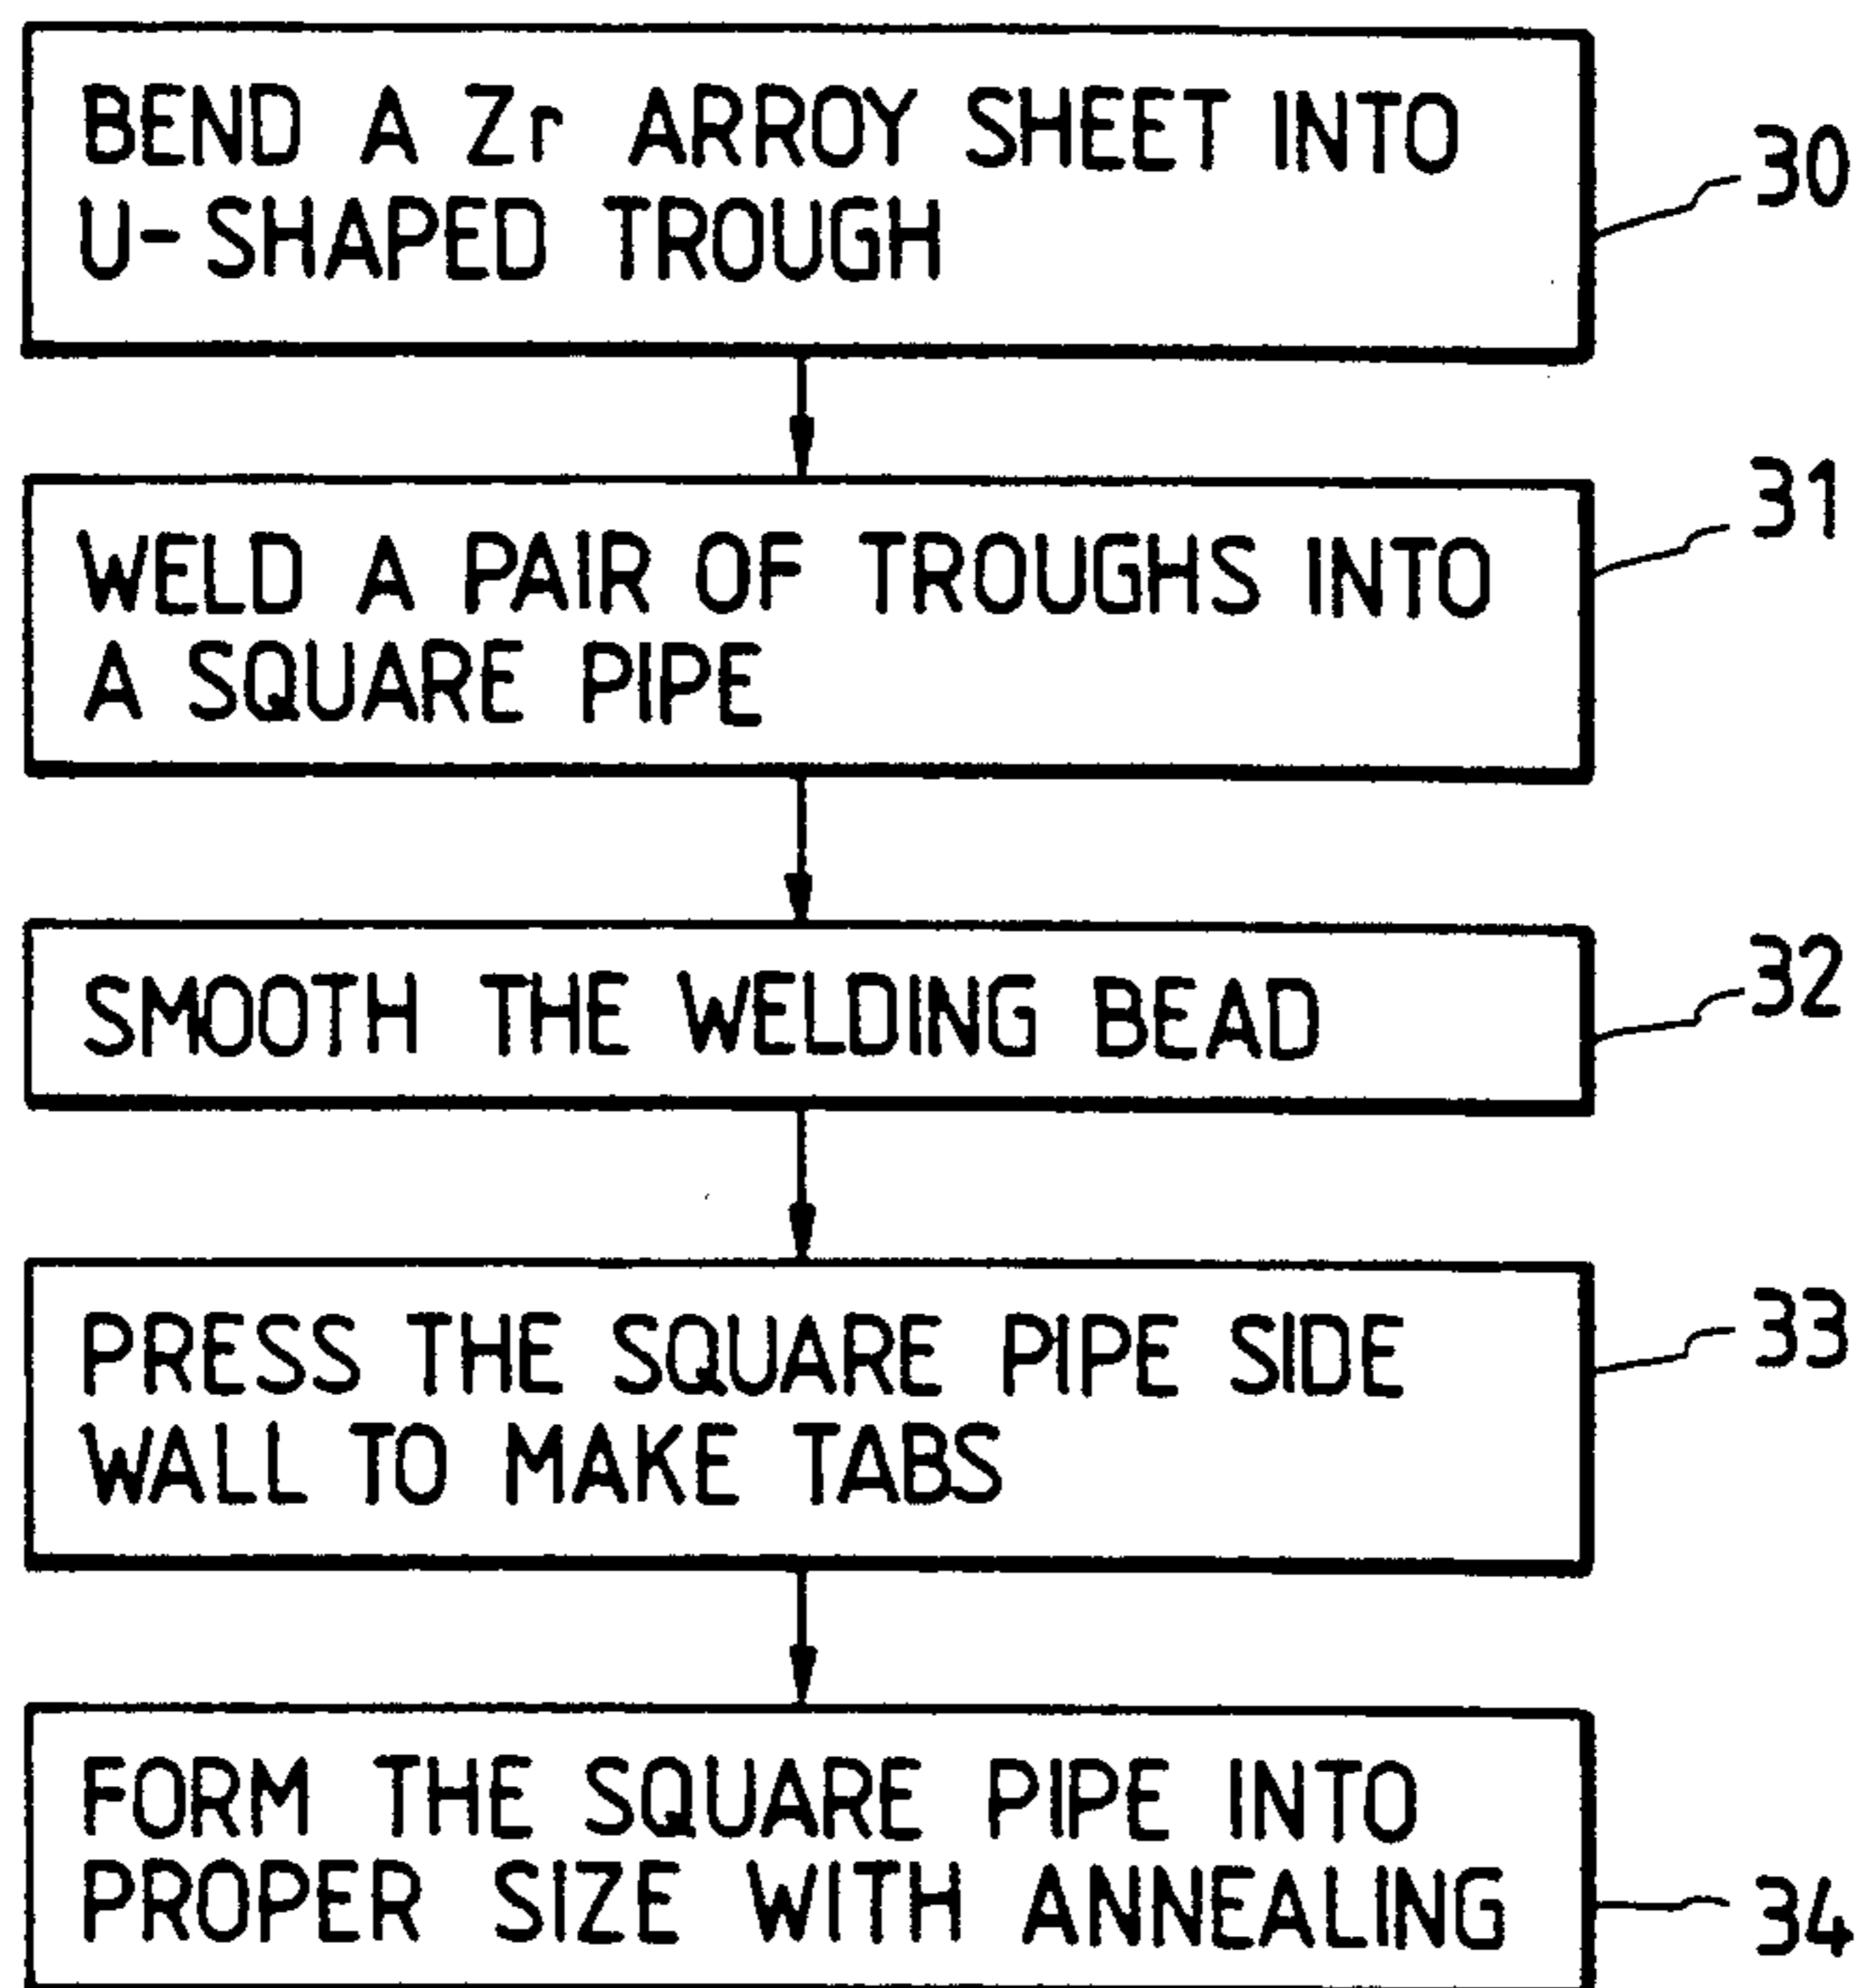 BEND A Zr ARROY SHEET INTO
U-SHAPED TROUGH
30
WELD A PAIR OF TROUGHS INTO
A SQUARE PIPE
31
SMOOTH THE WELDING BEAD
32
PRESS THE SQUARE PIPE SIDE
WALL TO MAKE TABS
33
FORM THE SQUARE PIPE INTO
PROPER SIZE WITH ANNEALING
34